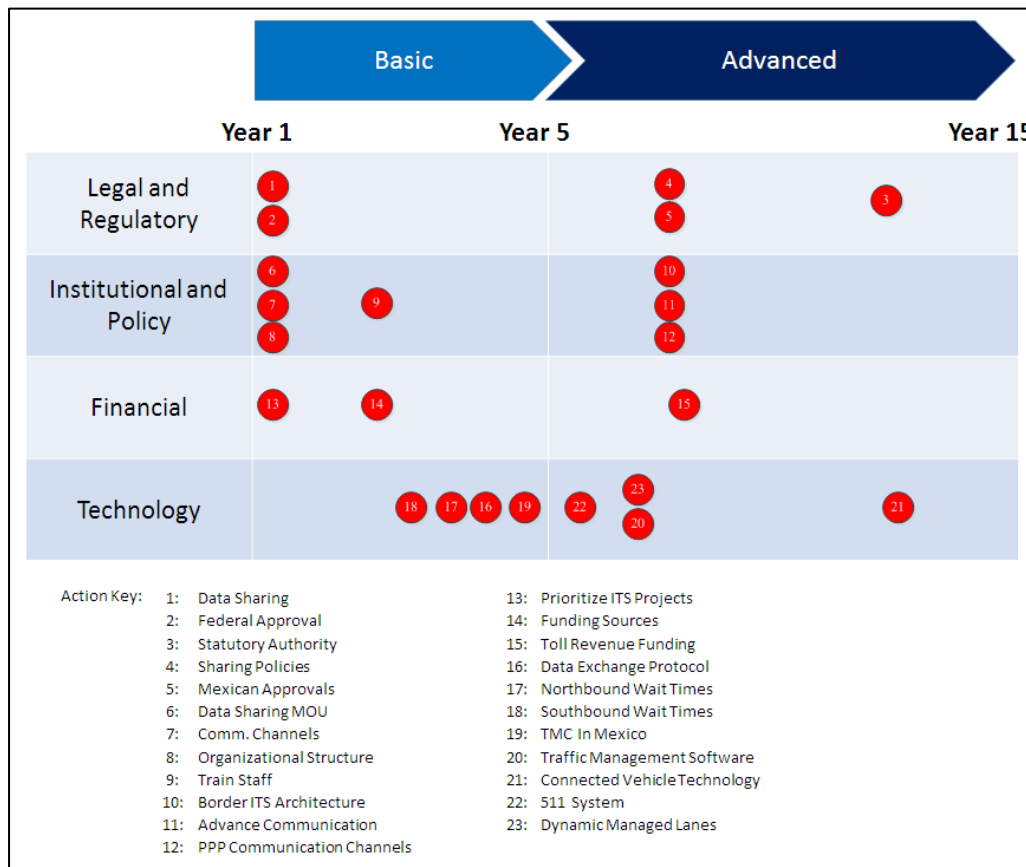 Basic Advanced
Year 1 Year 5 Year 15
Legal and
Regulatory
1
2
4
5
3
Institutional and
Policy
6
7
8
9
10
11
12
Financial
13 14 15
Technology
18 17 16 19 22
23
20
21
Action Key:
1: Data Sharing
2: Federal Approval
3: Statutory Authority
4: Sharing Policies
5: Mexican Approvals
6: Data Sharing MOU
7: Comm. Channels
8: Organizational Structure
9: Train Staff
10: Border ITS Architecture
11: Advance Communication
12: PPP Communication Channels
13: Prioritize ITS Projects
14: Funding Sources
15: Toll Revenue Funding
16: Data Exchange Protocol
17: Northbound Wait Times
18: Southbound Wait Times
19: TMC In Mexico
20: Traffic Management Software
21: Connected Vehicle Technology
22: 511 System
23: Dynamic Managed Lanes